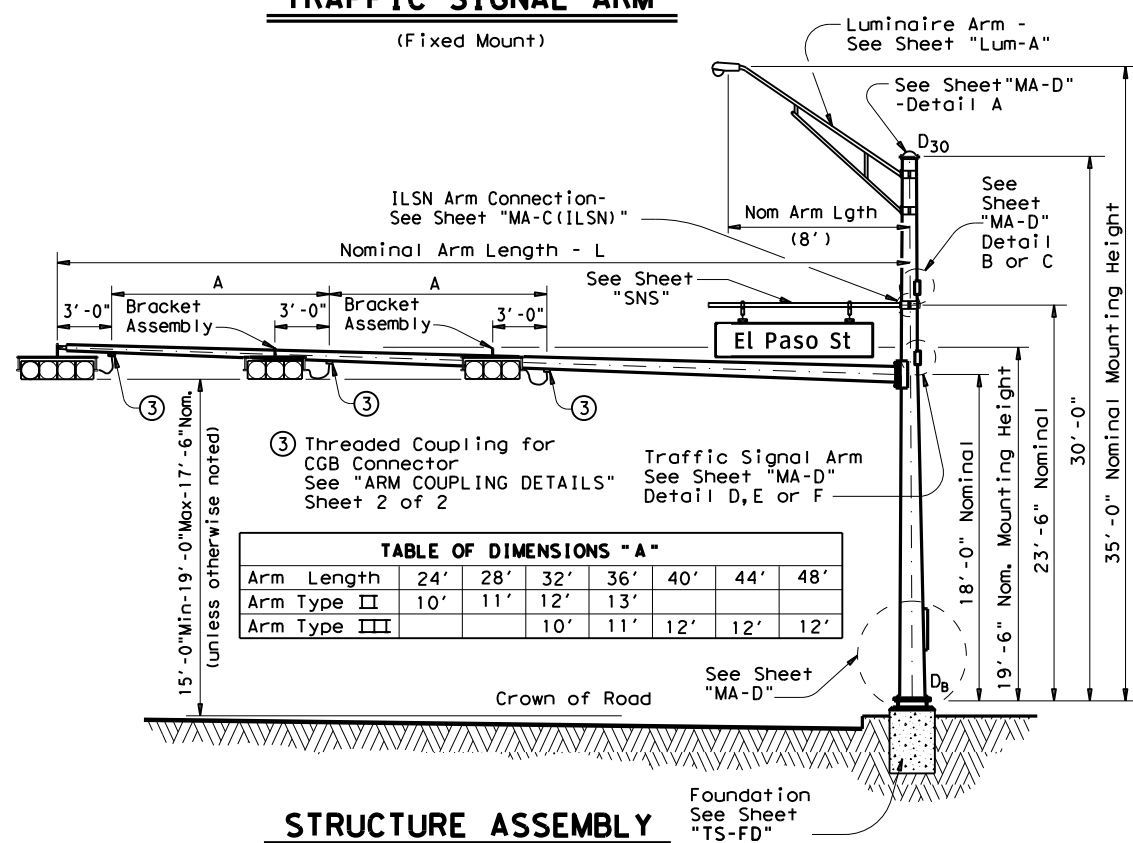 TRAFFIC SIGNAL ARM
(Fixed Mount)
Luminaire Arm -
See Sheet "Lum-A"
See Sheet "MA-D"
-Detail A
D30
See
Sheet
"MA-D"
Detail
B or C
ILSN Arm Connection-
See Sheet "MA-C(ILSN)"
Nom Arm Lgth
(8')
Nominal Arm Length - L
See Sheet
"SNS"
A
A
3'-0"
Bracket
Assembly
3'-0"
Bracket
Assembly
3'-0"
El Paso St
3
3
3
3 Threaded Coupling for
CGB Connector
See "ARM COUPLING DETAILS"
Sheet 2 of 2
Traffic Signal Arm
See Sheet "MA-D"
Detail D,E or F
15'-0"Min-19'-0"Max-17'-6"Nom.
(unless otherwise noted)
TABLE OF DIMENSIONS "A"
Arm Length 24' 28' 32' 36' 40' 44' 48'
Arm Type II 10' 11' 12' 13'
Arm Type III 10' 11' 12' 12' 12'
18'-0" Nominal
19'-6" Nom. Mounting Height
23'-6" Nominal
30'-0"
35'-0" Nominal Mounting Height
See Sheet
"MA-D"
DB
Crown of Road
Foundation
See Sheet
"TS-FD"
STRUCTURE ASSEMBLY